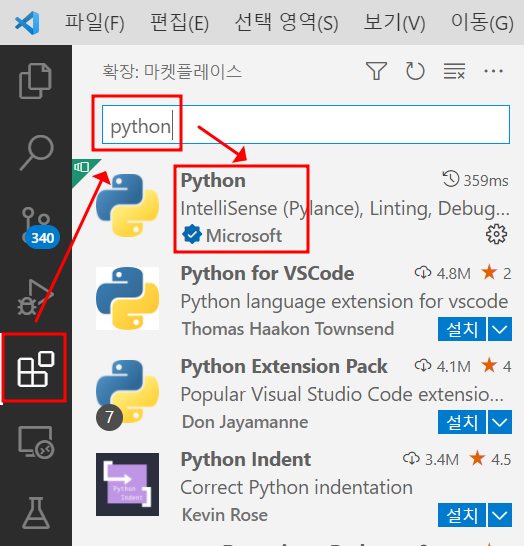 파일(F) 편집(E) 선택 영역(S) 보기(V) 이동(G)
확장: 마켓플레이스
python
Python 359ms
IntelliSense (Pylance), Linting, Debug...
Microsoft
340
Python for VSCode 4.8M 2
Python language extension for vscode
Thomas Haakon Townsend 설치
Python Extension Pack 4.1M 4
Popular Visual Studio Code extensio...
7
Don Jayamanne 설치
Python Indent 3.4M 4.5
Correct Python indentation
Python
Indent
Kevin Rose 설치